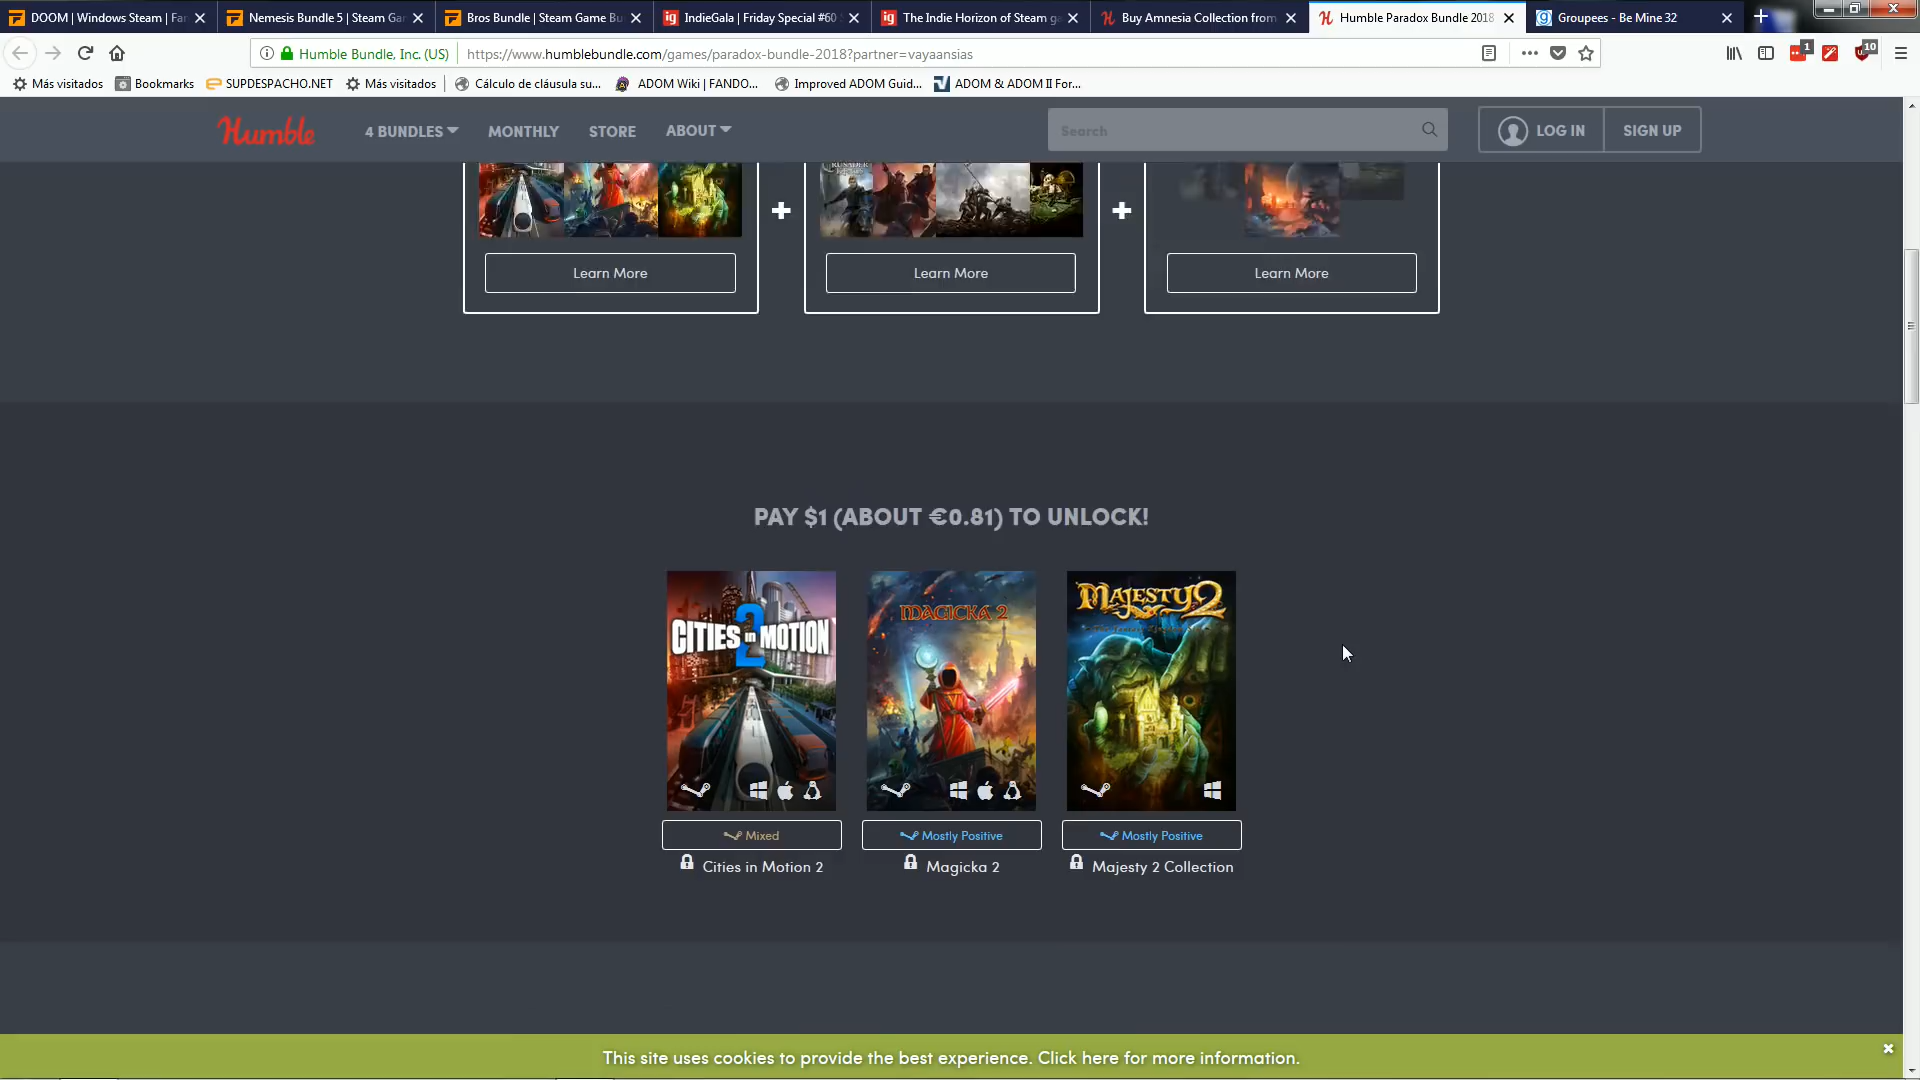 DOOM | Windows Steam | Fan
Nemesis Bundle 5 | Steam Gar
Bros Bundle | Steam Game Bu
IndieGala | Friday Special #60
The Indie Horizon of Steam ga
Buy Amnesia Collection from
Humble Paradox Bundle 2018
Groupees - Be Mine 32
Humble Bundle, Inc. (US)
https://www.humblebundle.com/games/paradox-bundle-2018?partner=vayaansias
1
10
Más visitados
Bookmarks
SUPDESPACHO.NET
Más visitados
Cálculo de cláusula su...
ADOM Wiki | FANDO...
Improved ADOM Guid...
ADOM & ADOM II For...
Humble
4 BUNDLES
MONTHLY
STORE
ABOUT
Search
LOG IN
SIGN UP
+
+
Learn More
Learn More
Learn More
PAY $1 (ABOUT €0.81) TO UNLOCK!
CITIES in MOTION
2
MAGICKA 2
MAJESTY 2
Mixed
Mostly Positive
Mostly Positive
Cities in Motion 2
Magicka 2
Majesty 2 Collection
This site uses cookies to provide the best experience. Click here for more information.